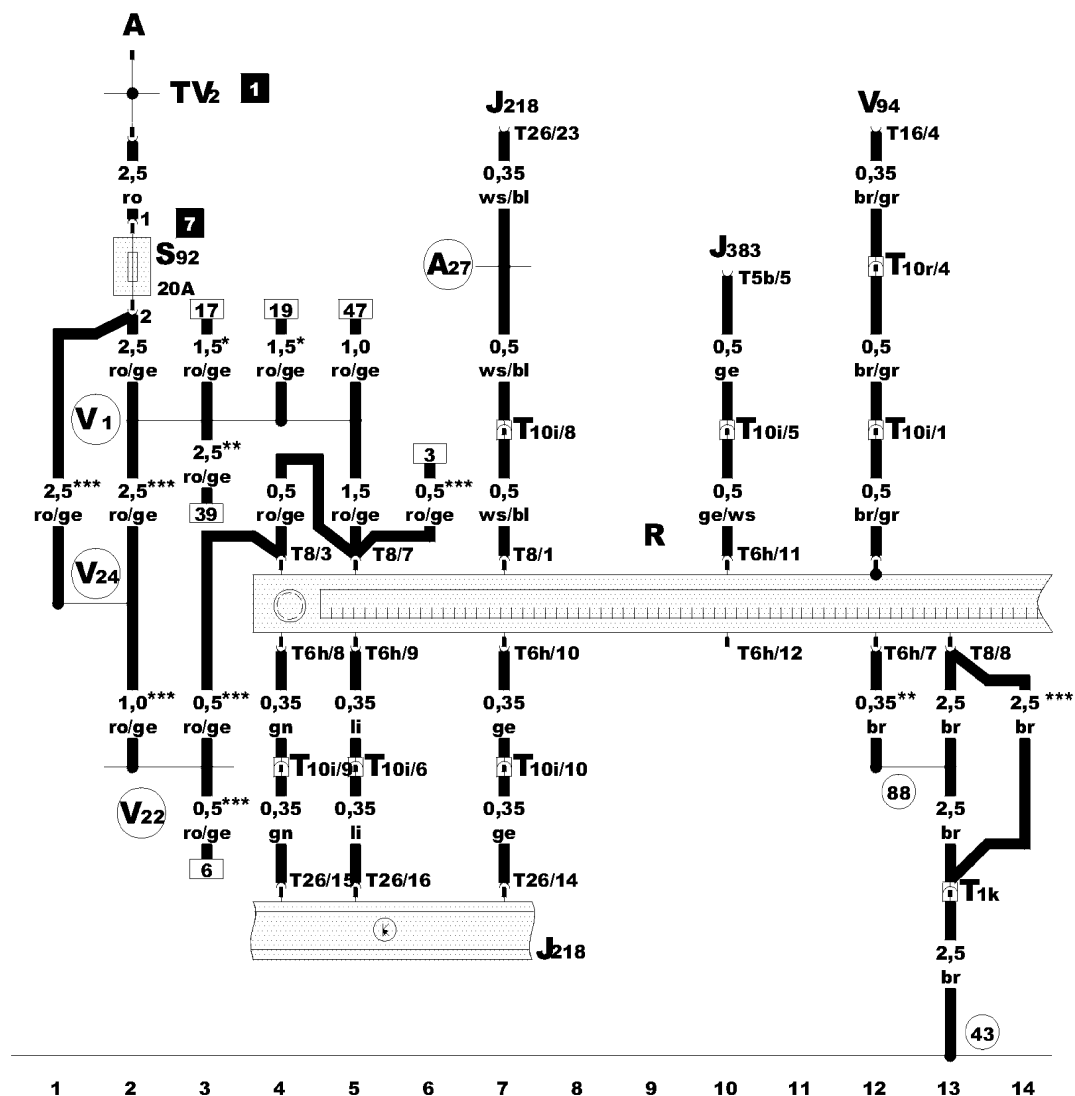 A
TV2 1
J218
V94
T26/23
T16/4
2,5
0,35
0,35
ro
ws/bl
br/gr
1
7
S92
20A
A27
J383
T10r/4
T5b/5
2
17
19
47
2,5
1,5*
1,5*
1,0
0,5
0,5
0,5
ro/ge
ro/ge
ro/ge
ro/ge
ws/bl
ge
br/gr
V1
T10i/8
T10i/5
T10i/1
2,5**
ro/ge
3
2,5***
2,5***
0,5
1,5
0,5***
0,5
0,5
0,5
ro/ge
ro/ge
39
ro/ge
ro/ge
ro/ge
ws/bl
ge/ws
br/gr
R
T8/3
T8/7
T8/1
T6h/11
V24
T6h/8
T6h/9
T6h/10
T6h/12
T6h/7
T8/8
1,0***
0,5***
0,35
0,35
0,35
0,35**
2,5
2,5***
ro/ge
ro/ge
gn
li
ge
br
br
br
T10i/9
T10i/6
T10i/10
88
V22
0,5***
0,35
0,35
0,35
2,5
ro/ge
gn
li
ge
br
6
T26/15
T26/16
T26/14
T1k
J218
2,5
br
43
1 2 3 4 5 6 7 8 9 10 11 12 13 14